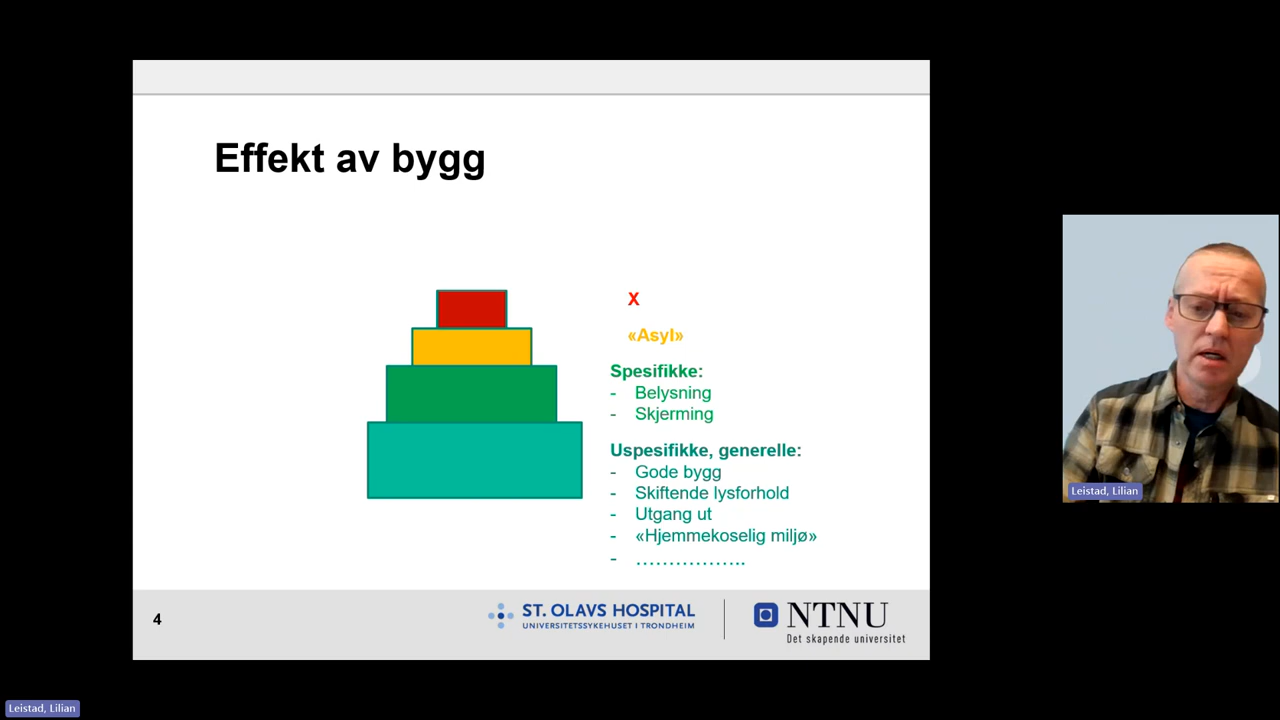 Effekt av bygg
X
«Asyl»
Spesifikke:
- Belysning
- Skjerming
Uspesifikke, generelle:
- Gode bygg
- Skiftende lysforhold
- Utgang ut
- «Hjemmekoselig miljø»
- ………………..
4
ST. OLAVS HOSPITAL
UNIVERSITETSSYKEHUSET I TRONDHEIM
NTNU
Det skapende universitet
Leistad, Lilian
Leistad, Lilian